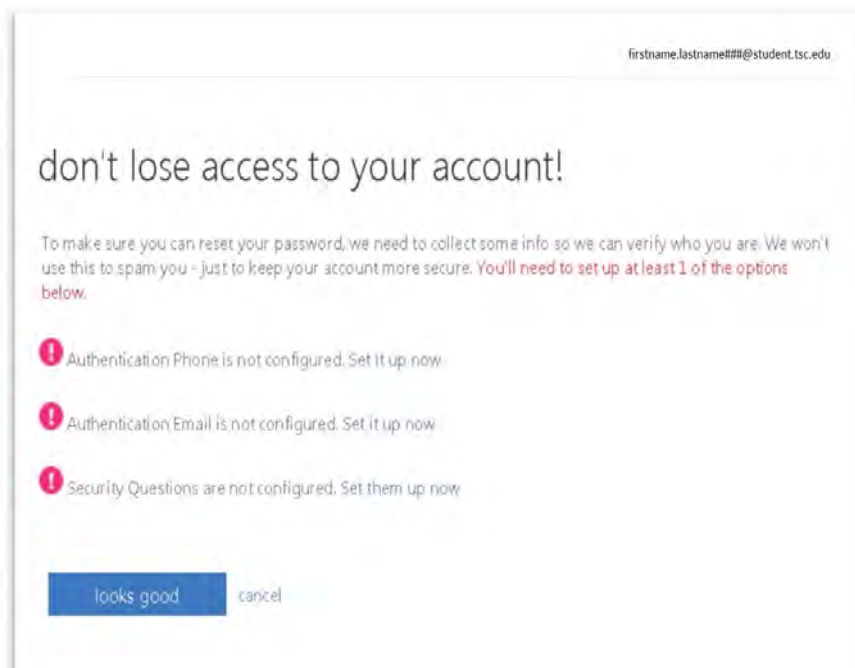 firstname.lastname###@student.tsc.edu
don't lose access to your account!
To make sure you can reset your password, we need to collect some info so we can verify who you are. We won't
use this to spam you - just to keep your account more secure. You'll need to set up at least 1 of the options
below.
! Authentication Phone is not configured. Set it up now
! Authentication Email is not configured. Set it up now
! Security Questions are not configured. Set them up now
looks good cancel